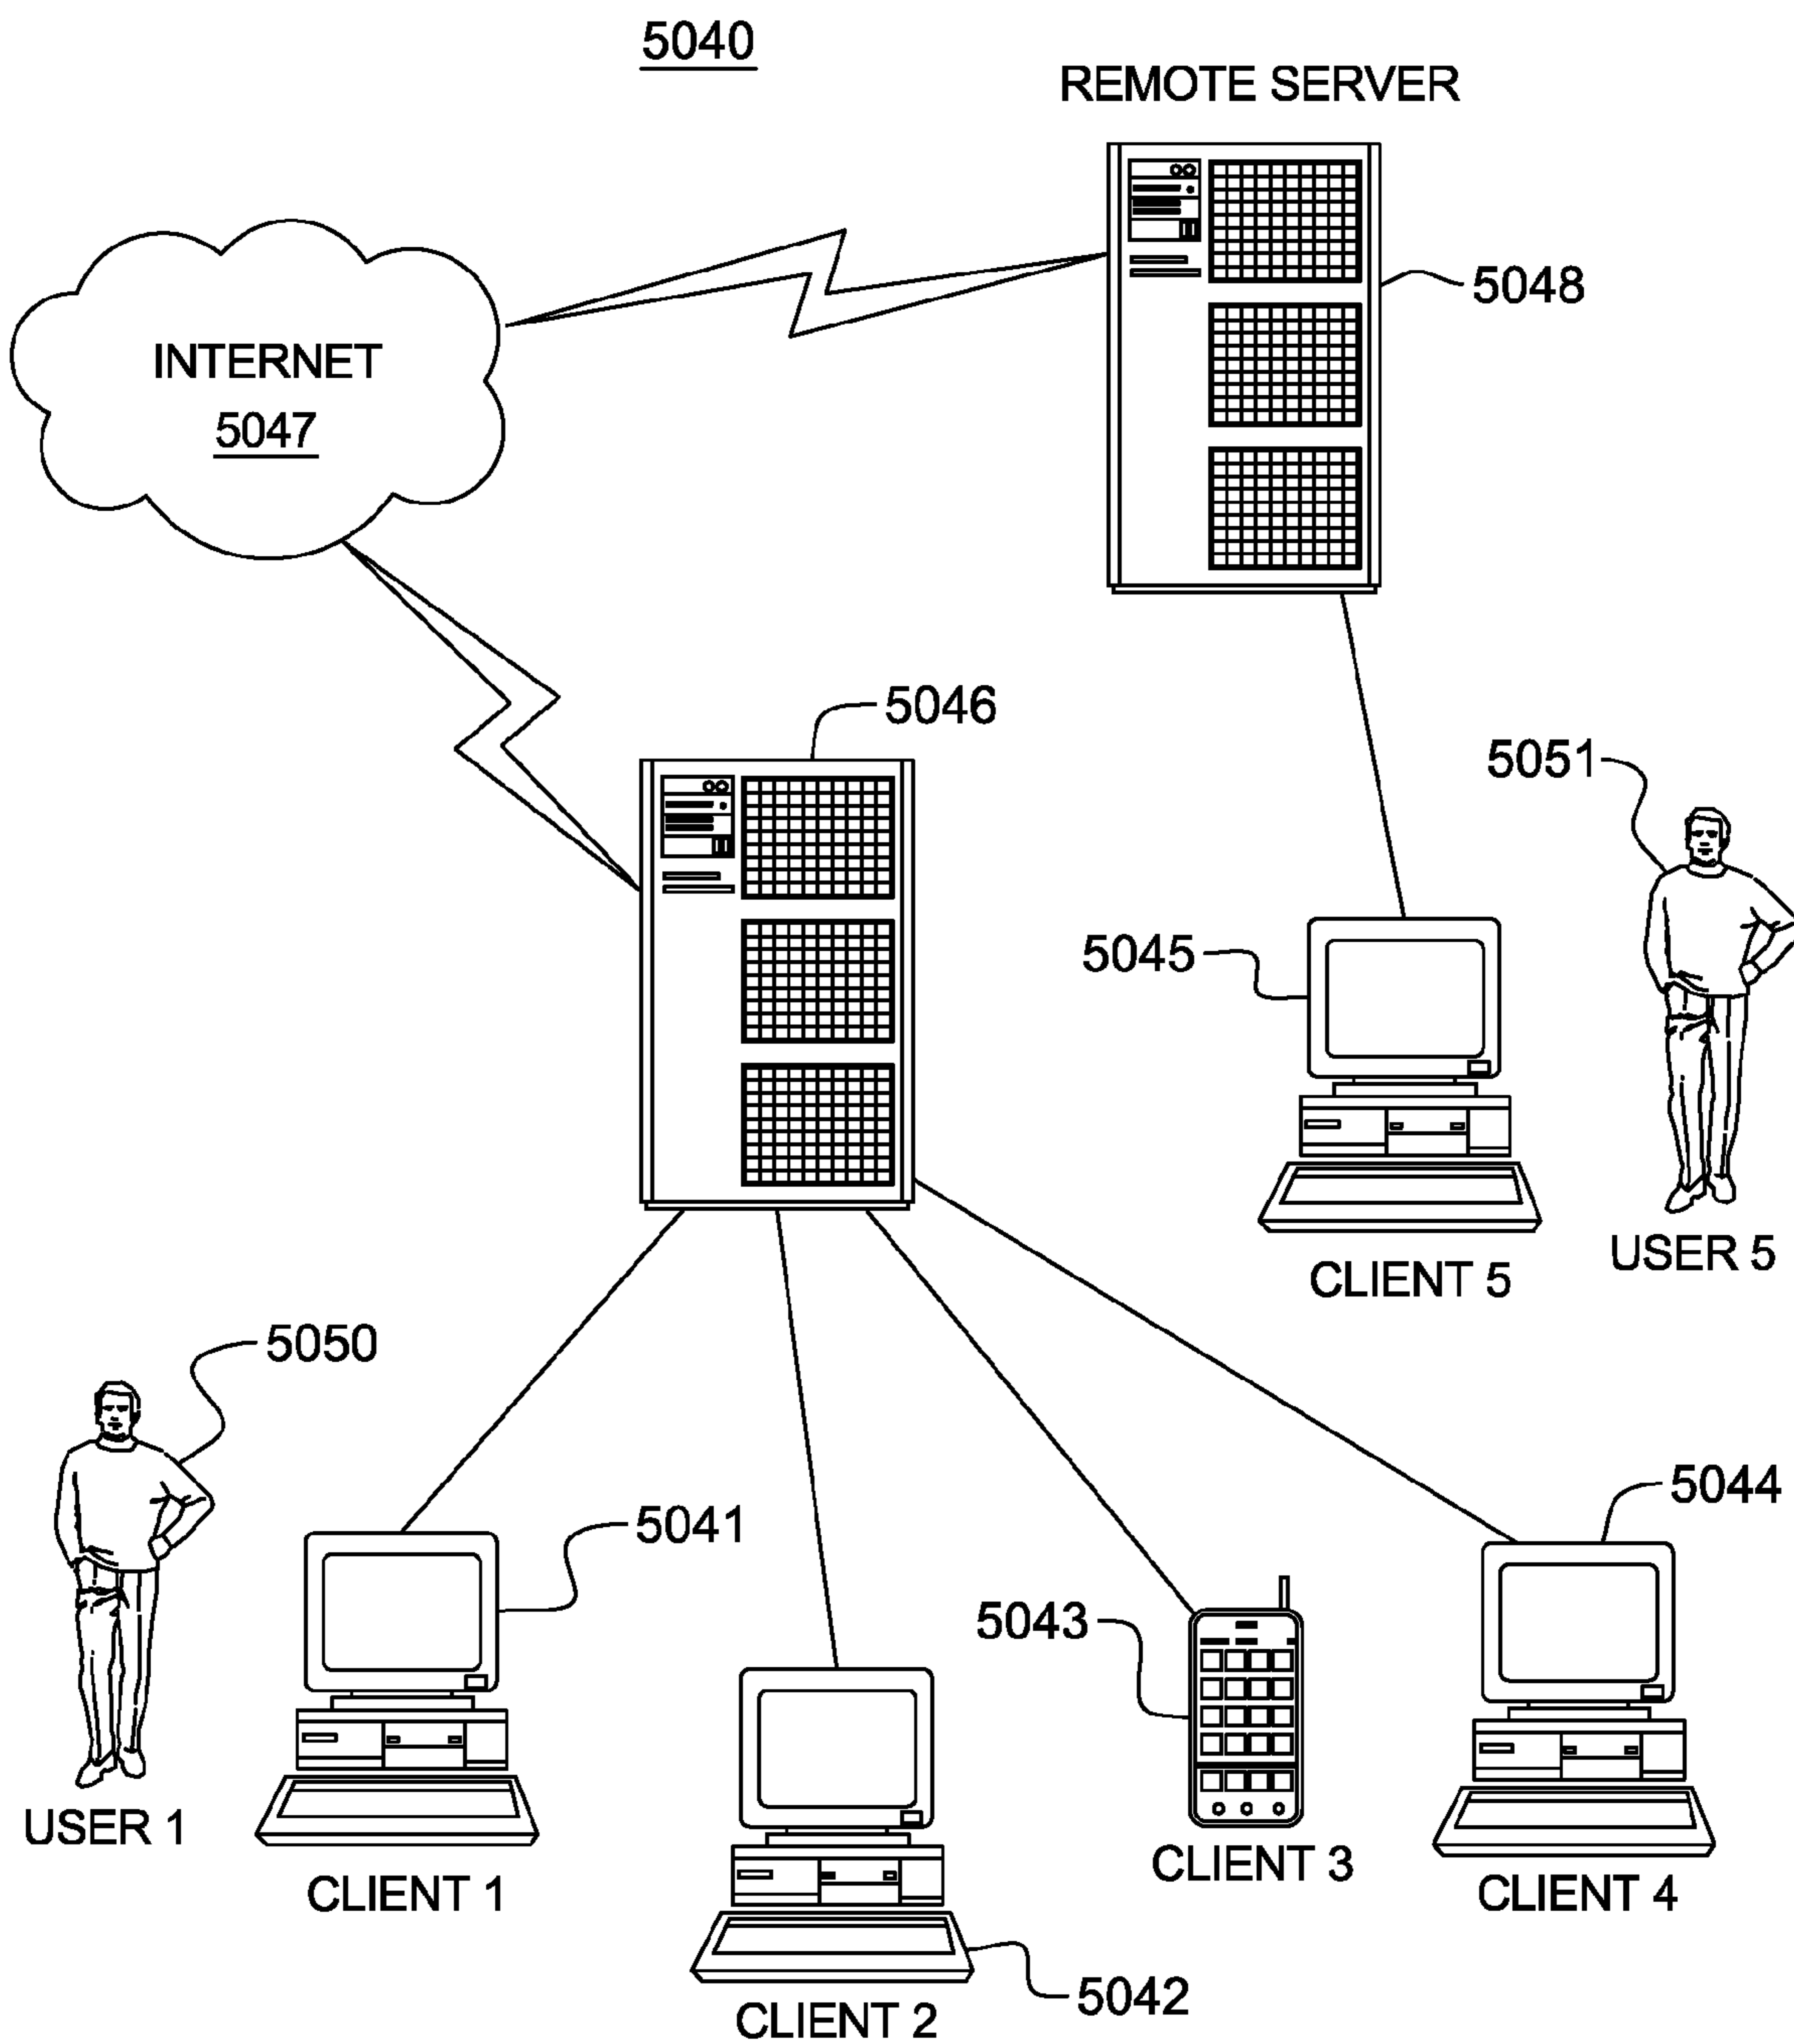 5040
REMOTE SERVER
5048
INTERNET
5047
5046
5051
5045
USER 5
CLIENT 5
5050
5044
5041
5043
USER 1
CLIENT 1
CLIENT 3
CLIENT 4
5042
CLIENT 2